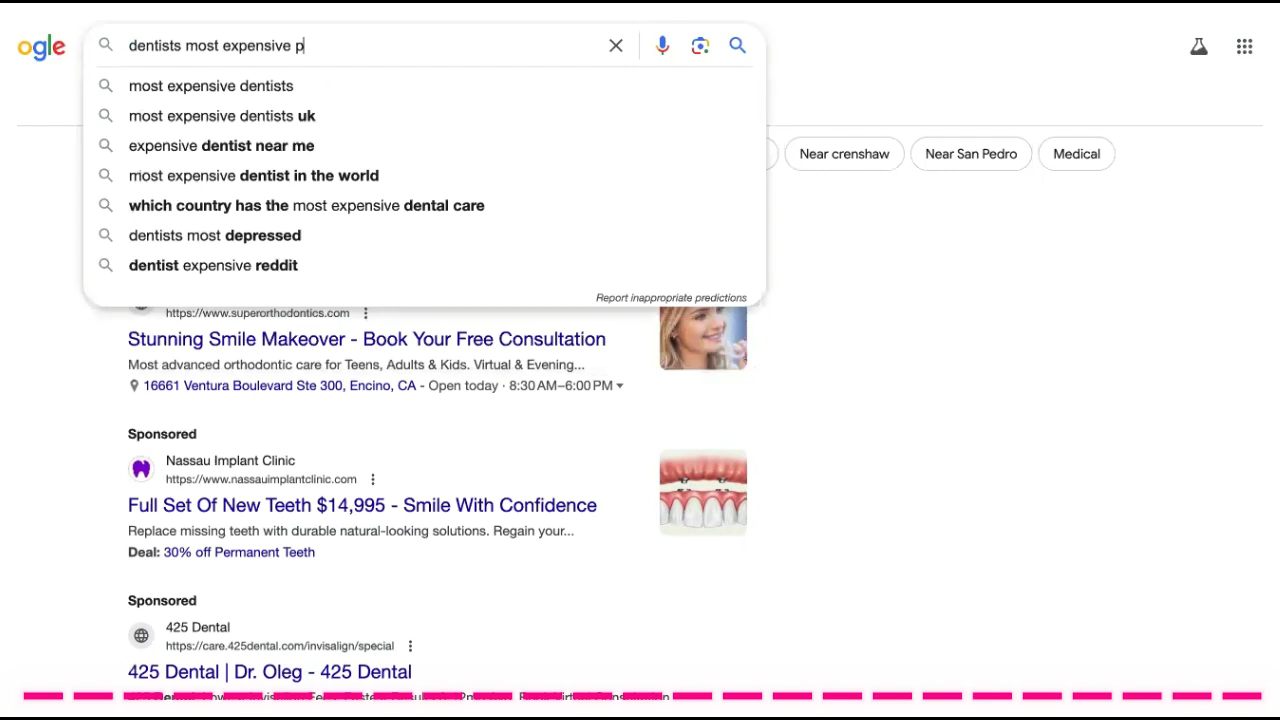 ogle
dentists most expensive p
most expensive dentists
most expensive dentists uk
expensive dentist near me
most expensive dentist in the world
which country has the most expensive dental care
dentists most depressed
dentist expensive reddit
Report inappropriate predictions
Near crenshaw
Near San Pedro
Medical
https://www.superorthodontics.com
Stunning Smile Makeover - Book Your Free Consultation
Most advanced orthodontic care for Teens, Adults & Kids. Virtual & Evening...
16661 Ventura Boulevard Ste 300, Encino, CA - Open today · 8:30 AM–6:00 PM
Sponsored
Nassau Implant Clinic
https://www.nassauimplantclinic.com
Full Set Of New Teeth $14,995 - Smile With Confidence
Replace missing teeth with durable natural-looking solutions. Regain your...
Deal: 30% off Permanent Teeth
Sponsored
425 Dental
https://care.425dental.com/invisalign/special
425 Dental | Dr. Oleg - 425 Dental